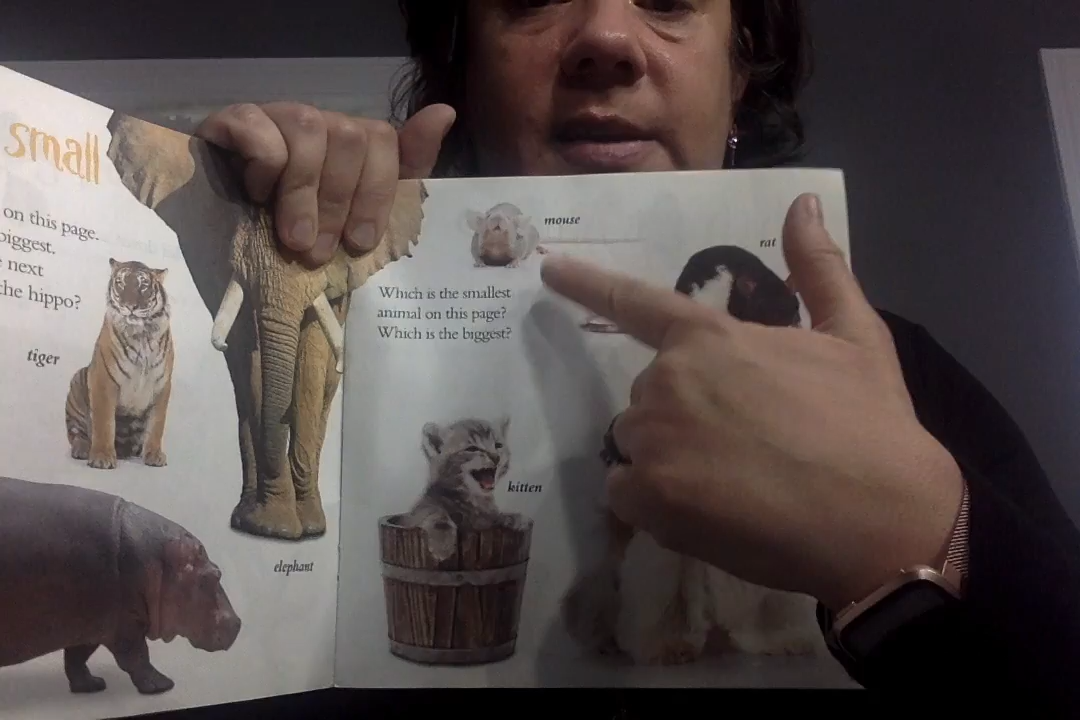 small
on this page.
biggest.
next
the hippo?
tiger
elephant
mouse
rat
Which is the smallest
animal on this page?
Which is the biggest?
kitten